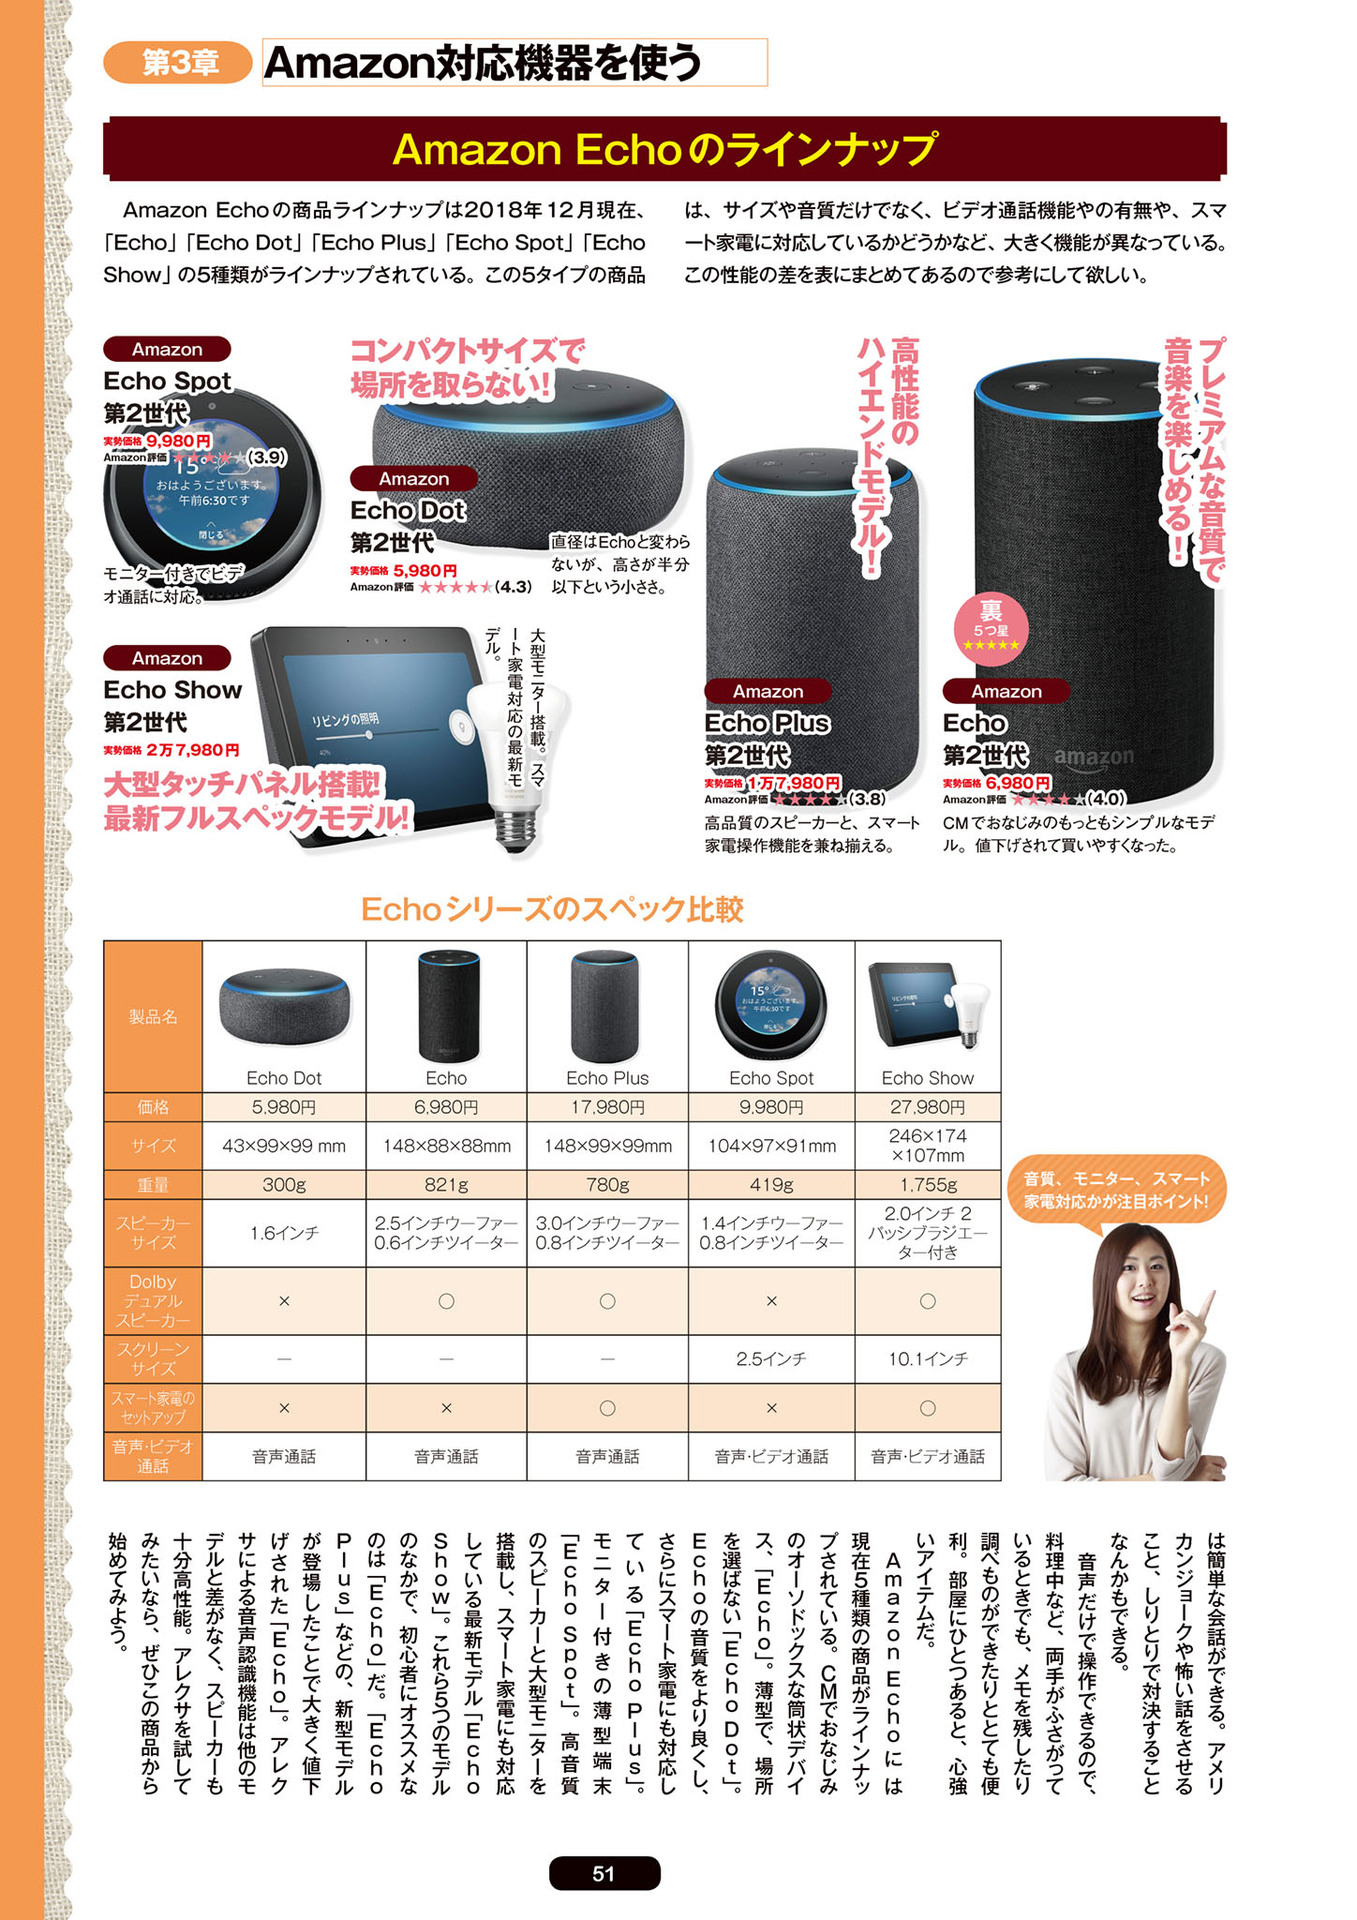 第3章
Amazon対応機器を使う
Amazon Echoのラインナップ
Amazon Echoの商品ラインナップは2018年12月現在、
「Echo」「Echo Dot」「Echo Plus」「Echo Spot」「Echo
Show」の5種類がラインナップされている。この5タイプの商品
は、サイズや音質だけでなく、ビデオ通話機能やの有無や、スマ
ート家電に対応しているかどうかなど、大きく機能が異なっている。
この性能の差を表にまとめてあるので参考にして欲しい。
Amazon
Echo Spot
第2世代
実勢価格 9,980円
Amazon評価 ★★★★★(3.9)
15°
おはようございます。
午前6:30です
閉じる
モニター付きでビデ
オ通話に対応。
コンパクトサイズで
場所を取らない!
Amazon
Echo Dot
第2世代
実勢価格 5,980円
Amazon評価 ★★★★★(4.3)
直径はEchoと変わら
ないが、高さが半分
以下という小ささ。
Amazon
Echo Show
第2世代
実勢価格 2万7,980円
大型タッチパネル搭載!
最新フルスペックモデル!
リビングの照明
40%
大型モニター搭載。スマ
ート家電対応の最新モ
デル。
高性能の
ハイエンドモデル!
Amazon
Echo Plus
第2世代
実勢価格 1万7,980円
Amazon評価 ★★★★★(3.8)
高品質のスピーカーと、スマート
家電操作機能を兼ね揃える。
プレミアムな音質で
音楽を楽しめる!
裏
5つ星
★★★★★
Amazon
Echo
第2世代
実勢価格 6,980円
Amazon評価 ★★★★★(4.0)
amazon
CMでおなじみのもっともシンプルなモデ
ル。値下げされて買いやすくなった。
Echoシリーズのスペック比較
製品名 Echo Dot Echo Echo Plus Echo Spot Echo Show
価格 5,980円 6,980円 17,980円 9,980円 27,980円
サイズ 43×99×99 mm 148×88×88mm 148×99×99mm 104×97×91mm 246×174
×107mm
重量 300g 821g 780g 419g 1,755g
スピーカー
サイズ
1.6インチ
2.5インチウーファー
0.6インチツイーター
3.0インチウーファー
0.8インチツイーター
1.4インチウーファー
0.8インチツイーター
2.0インチ 2
パッシブラジエー
ター付き
Dolby
デュアル
スピーカー
× ○ ○ × ○
スクリーン
サイズ
— — — 2.5インチ 10.1インチ
スマート家電の
セットアップ
× × ○ × ○
音声・ビデオ
通話
音声通話 音声通話 音声通話 音声・ビデオ通話 音声・ビデオ通話
音質、モニター、スマート
家電対応かが注目ポイント!
は簡単な会話ができる。アメリ
カンジョークや怖い話をさせる
こと、しりとりで対決すること
なんかもできる。
音声だけで操作できるので、
料理中など、両手がふさがって
いるときでも、メモを残したり
調べものができたりととても便
利。部屋にひとつあると、心強
いアイテムだ。
Amazon Echoには
現在5種類の商品がラインナッ
プされている。CMでおなじみ
のオーソドックスな筒状デバイ
ス、「Echo」。薄型で、場所
を選ばない「Echo Dot」。
Echoの音質をより良くし、
さらにスマート家電にも対応し
ている「Echo Plus」。
モニター付きの薄型端末
「Echo Spot」。高音質
のスピーカーと大型モニターを
搭載し、スマート家電にも対応
している最新モデル「Echo
Show」。これら5つのモデル
のなかで、初心者にオススメな
のは「Echo」だ。「Echo
Plus」などの、新型モデル
が登場したことで大きく値下
げされた「Echo」。アレク
サによる音声認識機能は他のモ
デルと差がなく、スピーカーも
十分高性能。アレクサを試して
みたいなら、ぜひこの商品から
始めてみよう。
51